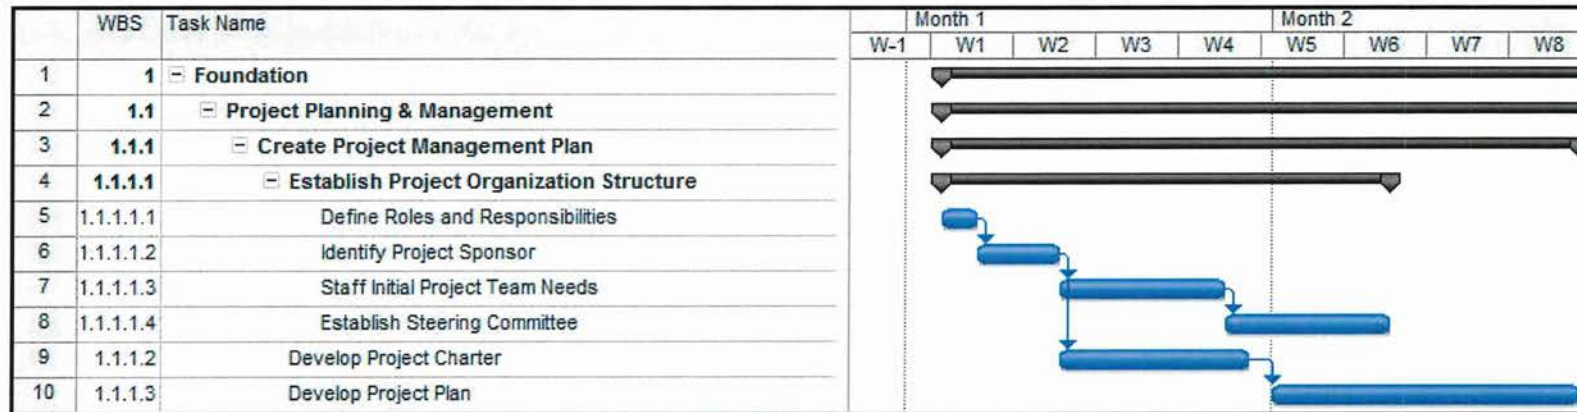 WBS Task Name Month 1 Month 2
W-1 W1 W2 W3 W4 W5 W6 W7 W8
1 1 Foundation
2 1.1 Project Planning & Management
3 1.1.1 Create Project Management Plan
4 1.1.1.1 Establish Project Organization Structure
5 1.1.1.1.1 Define Roles and Responsibilities
6 1.1.1.1.2 Identify Project Sponsor
7 1.1.1.1.3 Staff Initial Project Team Needs
8 1.1.1.1.4 Establish Steering Committee
9 1.1.1.2 Develop Project Charter
10 1.1.1.3 Develop Project Plan